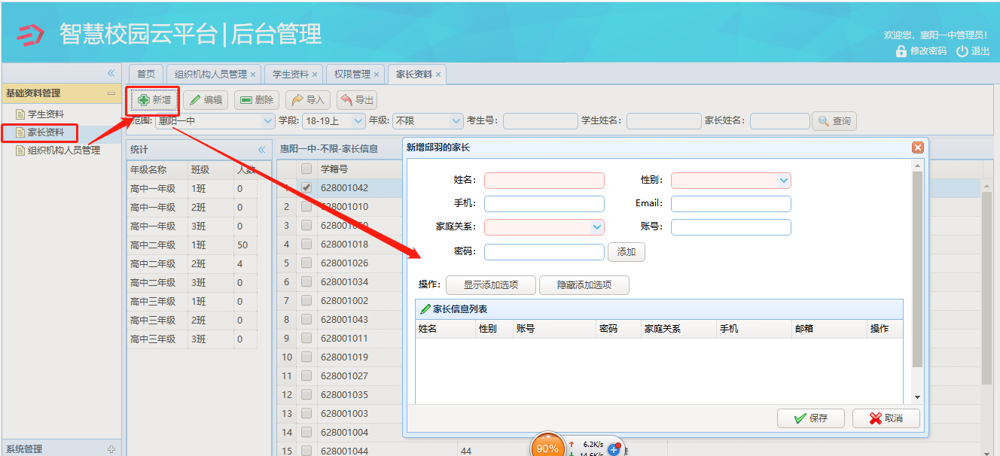 智慧校园云平台|后台管理
欢迎您，惠阳一中管理员!
修改密码 退出
首页 组织机构人员管理 × 学生资料 × 权限管理 × 家长资料 ×
基础资料管理
学生资料
家长资料
组织机构人员管理
系统管理
新增 编辑 删除 导入 导出
范围: 惠阳一中 学段: 18-19上 年级: 不限 考生号: 学生姓名: 家长姓名: 查询
统计
年级名称 班级 人数
高中一年级 1班 0
高中一年级 2班 0
高中一年级 3班 0
高中二年级 1班 50
高中二年级 2班 4
高中二年级 3班 0
高中三年级 1班 0
高中三年级 2班 0
高中三年级 3班 0
惠阳一中-不限-家长信息
学籍号
1 628001042
2 628001010
3 628001050
4 628001018
5 628001026
6 628001034
7 628001002
8 628001043
9 628001011
10 628001019
11 628001027
12 628001035
13 628001003
14 628001004
15 628001044 44
新增邱羽的家长
姓名: 性别:
手机: Email:
家庭关系: 账号:
密码: 添加
操作: 显示添加选项 隐藏添加选项
家长信息列表
姓名 性别 账号 密码 家庭关系 手机 邮箱 操作
保存 取消
90%
6.2K/s
14.6K/s